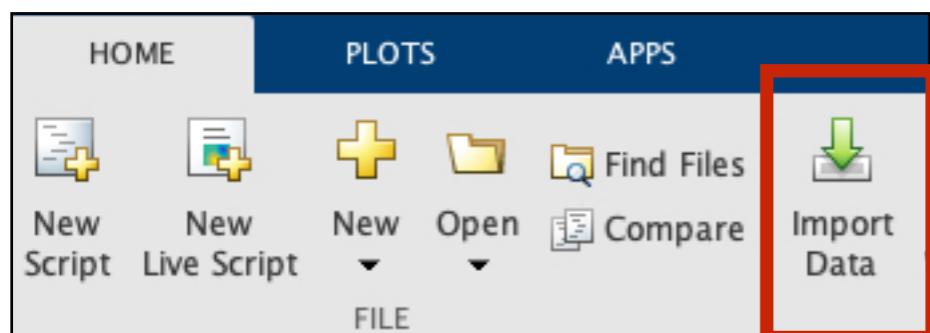 HOME PLOTS APPS
New Script
New Live Script
New
Open
Find Files
Compare
Import Data
FILE